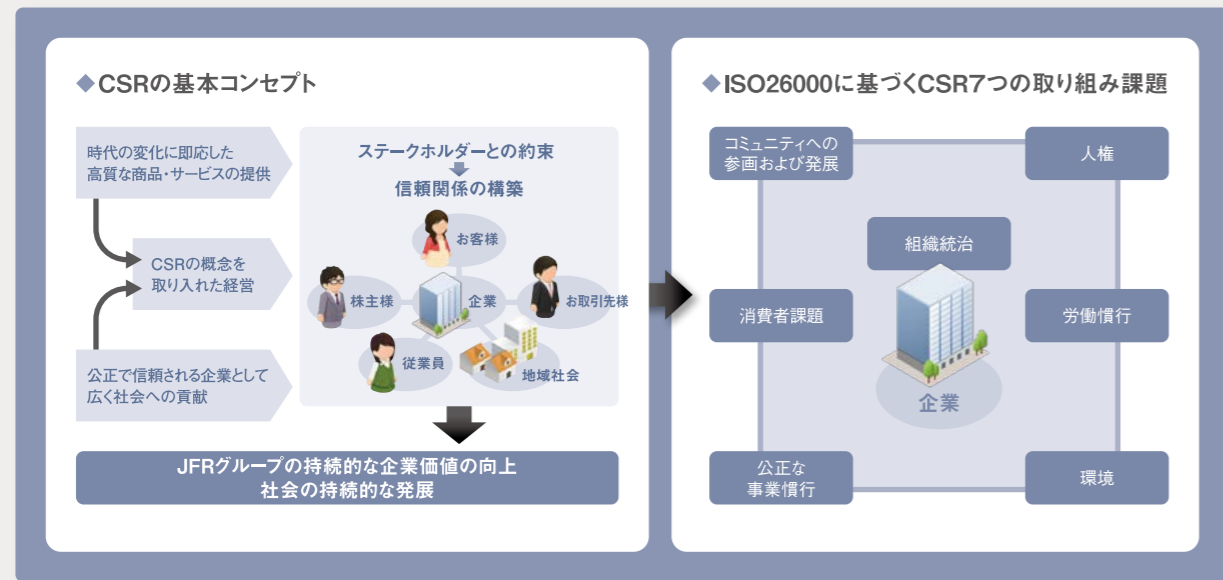 ◆CSRの基本コンセプト
時代の変化に即応した
高質な商品・サービスの提供
CSRの概念を
取り入れた経営
公正で信頼される企業として
広く社会への貢献
ステークホルダーとの約束
信頼関係の構築
お客様
株主様
企業
お取引先様
従業員
地域社会
JFRグループの持続的な企業価値の向上
社会の持続的な発展
◆ISO26000に基づくCSR7つの取り組み課題
コミュニティへの
参画および発展
人権
組織統治
消費者課題
労働慣行
企業
公正な
事業慣行
環境